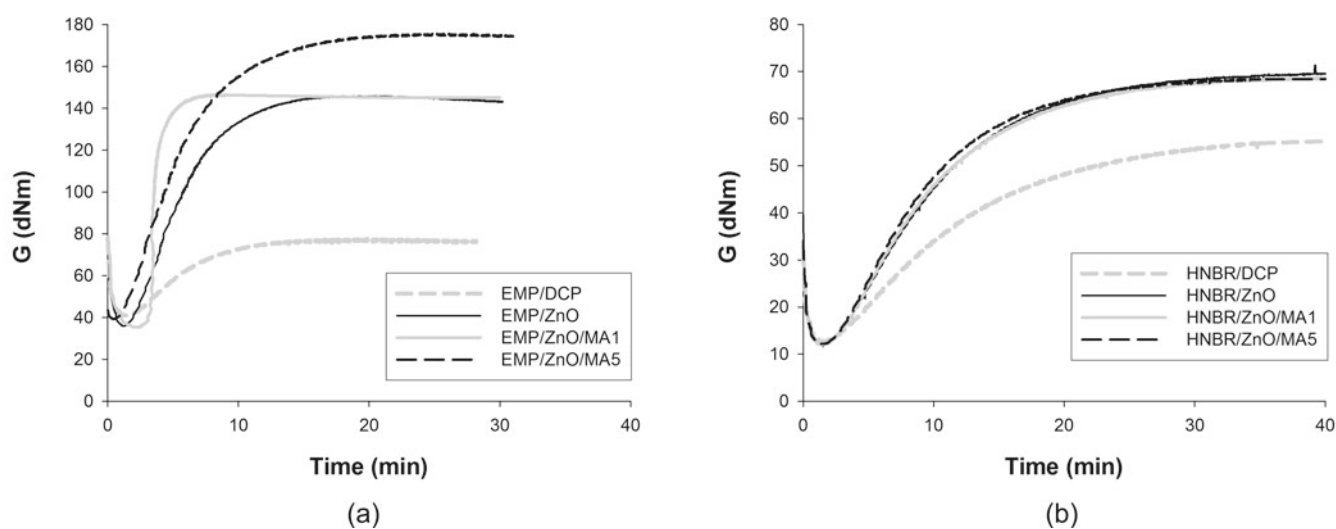 180
160
140
120
100
80
60
40
20
0
G (dNm)
0 10 20 30 40
Time (min)
EMP/DCP
EMP/ZnO
EMP/ZnO/MA1
EMP/ZnO/MA5
(a)
80
70
60
50
40
30
20
10
0
G (dNm)
0 10 20 30 40
Time (min)
HNBR/DCP
HNBR/ZnO
HNBR/ZnO/MA1
HNBR/ZnO/MA5
(b)